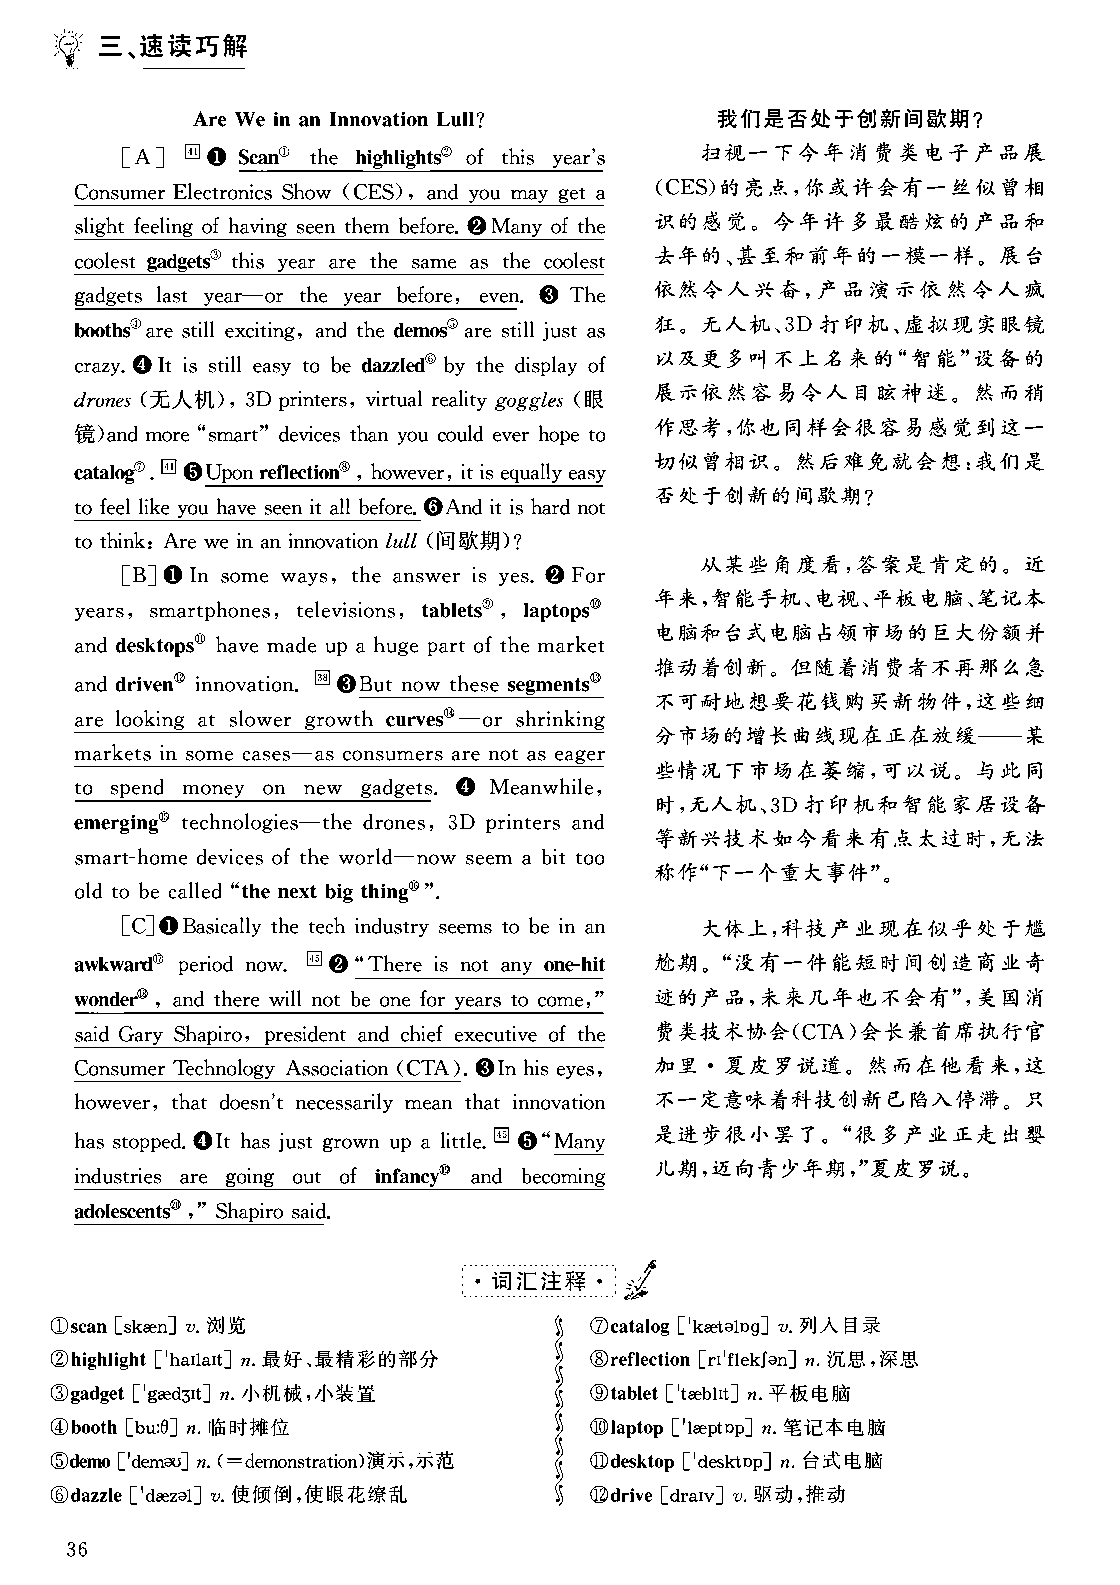 三、速读巧解
Are We in an Innovation Lull?
[A] 41 ❶ Scan① the highlights② of this year's
Consumer Electronics Show (CES), and you may get a
slight feeling of having seen them before. ❷Many of the
coolest gadgets③ this year are the same as the coolest
gadgets last year—or the year before, even. ❸ The
booths④ are still exciting, and the demos⑤ are still just as
crazy. ❹It is still easy to be dazzled⑥ by the display of
drones (无人机), 3D printers, virtual reality goggles (眼
镜)and more “smart” devices than you could ever hope to
catalog⑦. 41 ❺Upon reflection⑧, however, it is equally easy
to feel like you have seen it all before. ❻And it is hard not
to think: Are we in an innovation lull (间歇期)?
[B]❶ In some ways, the answer is yes. ❷ For
years, smartphones, televisions, tablets⑨, laptops⑩
and desktops⑪ have made up a huge part of the market
and driven⑫ innovation. 38 ❸But now these segments⑬
are looking at slower growth curves⑭—or shrinking
markets in some cases—as consumers are not as eager
to spend money on new gadgets. ❹ Meanwhile,
emerging⑮ technologies—the drones, 3D printers and
smart-home devices of the world—now seem a bit too
old to be called “the next big thing⑯”.
[C]❶Basically the tech industry seems to be in an
awkward⑰ period now. 45 ❷ “There is not any one-hit
wonder⑱, and there will not be one for years to come,”
said Gary Shapiro, president and chief executive of the
Consumer Technology Association (CTA). ❸In his eyes,
however, that doesn't necessarily mean that innovation
has stopped. ❹It has just grown up a little. 43 ❺“Many
industries are going out of infancy⑲ and becoming
adolescents⑳,” Shapiro said.
我们是否处于创新间歇期?
扫视一下今年消费类电子产品展
(CES)的亮点,你或许会有一丝似曾相
识的感觉。今年许多最酷炫的产品和
去年的、甚至和前年的一模一样。展台
依然令人兴奋,产品演示依然令人疯
狂。无人机、3D打印机、虚拟现实眼镜
以及更多叫不上名来的“智能”设备的
展示依然容易令人目眩神迷。然而稍
作思考,你也同样会很容易感觉到这一
切似曾相识。然后难免就会想:我们是
否处于创新的间歇期?
从某些角度看,答案是肯定的。近
年来,智能手机、电视、平板电脑、笔记本
电脑和台式电脑占领市场的巨大份额并
推动着创新。但随着消费者不再那么急
不可耐地想要花钱购买新物件,这些细
分市场的增长曲线现在正在放缓——某
些情况下市场在萎缩,可以说。与此同
时,无人机、3D打印机和智能家居设备
等新兴技术如今看来有点太过时,无法
称作“下一个重大事件”。
大体上,科技产业现在似乎处于尴
尬期。“没有一件能短时间创造商业奇
迹的产品,未来几年也不会有”,美国消
费类技术协会(CTA)会长兼首席执行官
加里·夏皮罗说道。然而在他看来,这
不一定意味着科技创新已陷入停滞。只
是进步很小罢了。“很多产业正走出婴
儿期,迈向青少年期,”夏皮罗说。
·词汇注释·
①scan [skæn] v. 浏览
②highlight [ˈhaɪlaɪt] n. 最好、最精彩的部分
③gadget [ˈɡædʒɪt] n. 小机械,小装置
④booth [buːθ] n. 临时摊位
⑤demo [ˈdeməʊ] n. (=demonstration)演示,示范
⑥dazzle [ˈdæzəl] v. 使倾倒,使眼花缭乱
⑦catalog [ˈkætəlɒɡ] v. 列入目录
⑧reflection [rɪˈflekʃən] n. 沉思,深思
⑨tablet [ˈtæblɪt] n. 平板电脑
⑩laptop [ˈlæptɒp] n. 笔记本电脑
⑪desktop [ˈdesktɒp] n. 台式电脑
⑫drive [draɪv] v. 驱动,推动
36